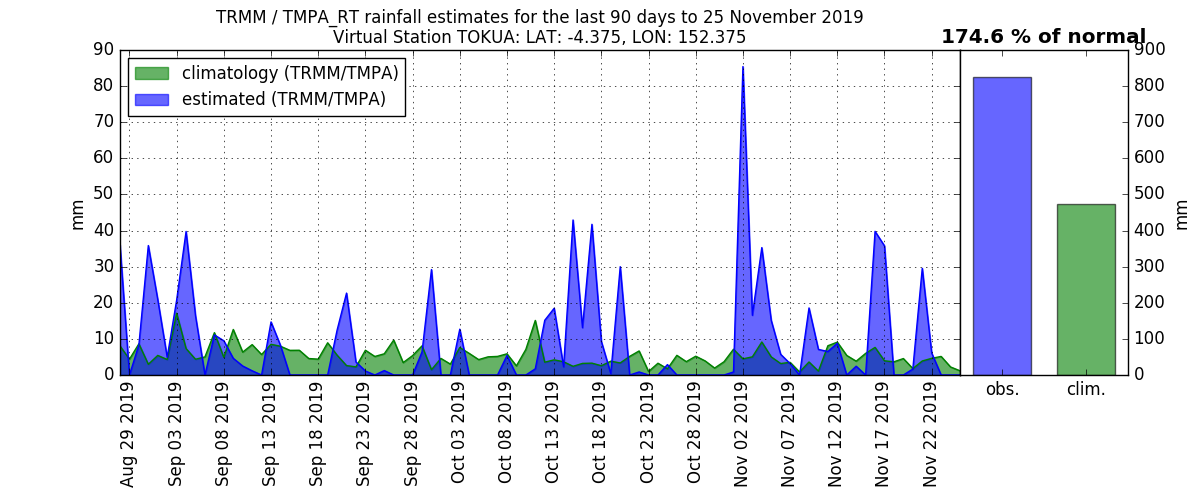 TRMM / TMPA_RT rainfall estimates for the last 90 days to 25 November 2019
Virtual Station TOKUA: LAT: -4.375, LON: 152.375
174.6 % of normal
climatology (TRMM/TMPA)
estimated (TRMM/TMPA)
mm
90
80
70
60
50
40
30
20
10
0
Aug 29 2019
Sep 03 2019
Sep 08 2019
Sep 13 2019
Sep 18 2019
Sep 23 2019
Sep 28 2019
Oct 03 2019
Oct 08 2019
Oct 13 2019
Oct 18 2019
Oct 23 2019
Oct 28 2019
Nov 02 2019
Nov 07 2019
Nov 12 2019
Nov 17 2019
Nov 22 2019
obs.
clim.
900
800
700
600
500
400
300
200
100
0
mm